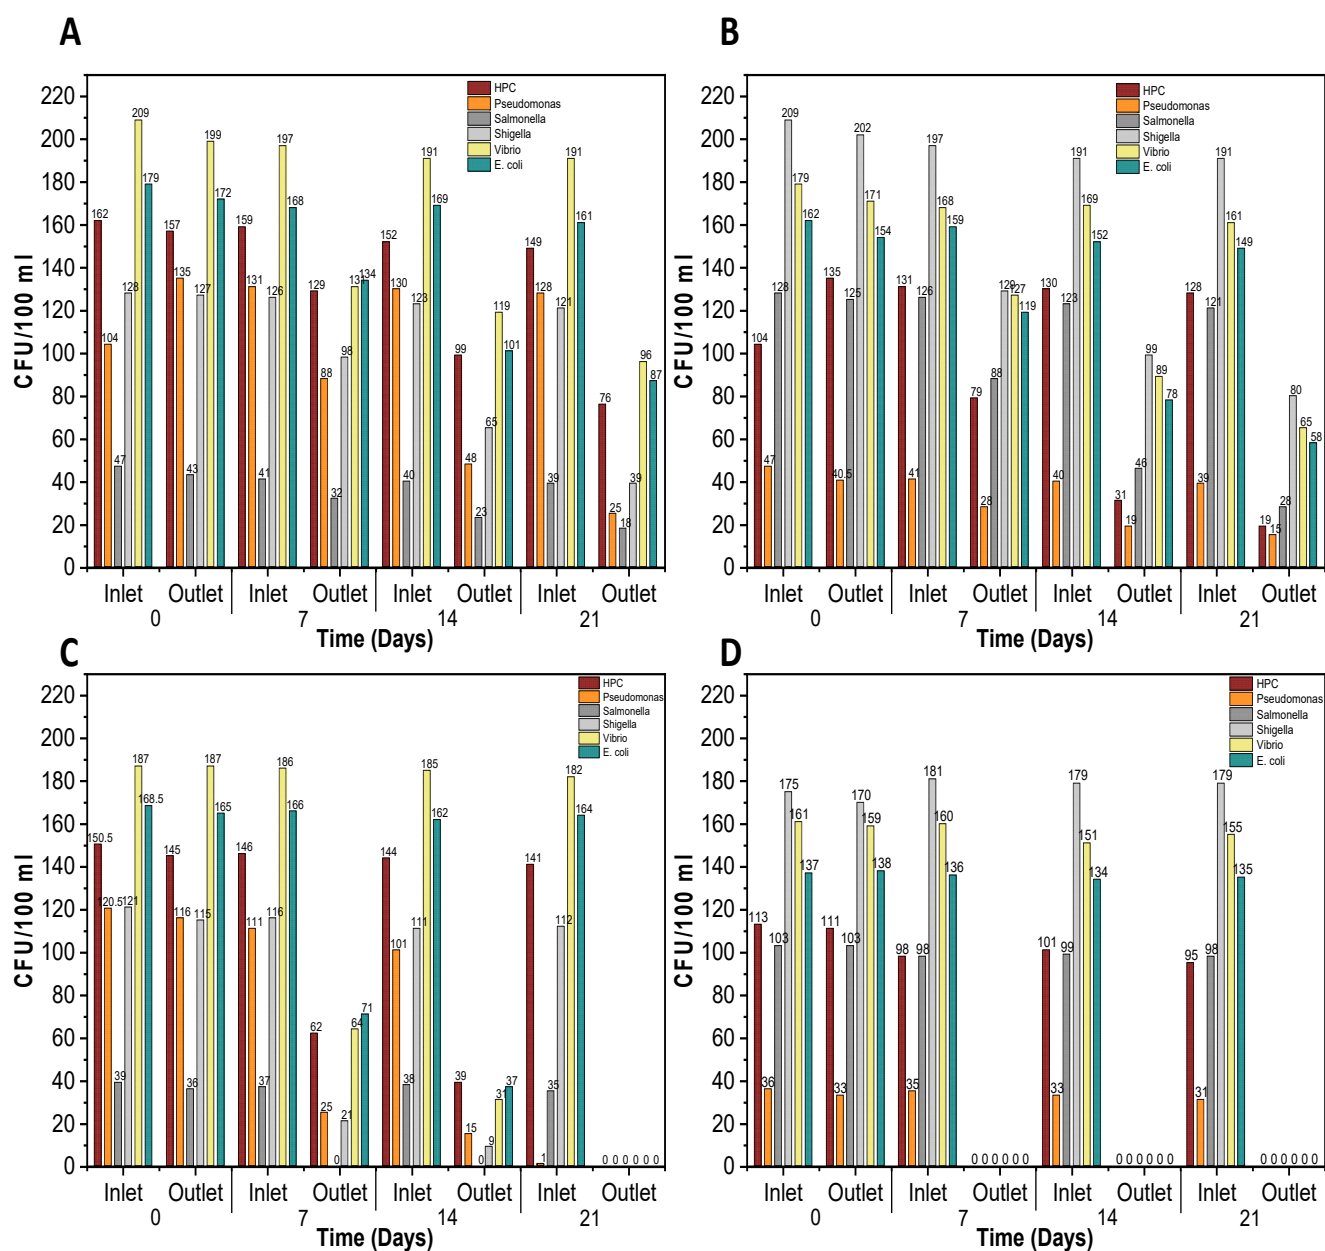 A
220
200
180
160
140
120
100
80
60
40
20
0
CFU/100 ml
HPC
Pseudomonas
Salmonella
Shigella
Vibrio
E. coli
162 104 47 128 209 179
157 135 43 127 199 172
159 131 41 126 197 168
129 88 32 98 131 134
152 130 40 123 191 169
99 48 23 65 119 101
149 128 39 121 191 161
76 25 18 39 96 87
Inlet Outlet Inlet Outlet Inlet Outlet Inlet Outlet
0 7 14 21
Time (Days)
B
220
200
180
160
140
120
100
80
60
40
20
0
CFU/100 ml
HPC
Pseudomonas
Salmonella
Shigella
Vibrio
E. coli
104 47 128 209 179 162
135 40.5 125 202 171 154
131 41 126 197 168 159
79 28 88 129 127 119
130 40 123 191 169 152
31 19 46 99 89 78
128 39 121 191 161 149
19 15 28 80 65 58
Inlet Outlet Inlet Outlet Inlet Outlet Inlet Outlet
0 7 14 21
Time (Days)
C
220
200
180
160
140
120
100
80
60
40
20
0
CFU/100 ml
HPC
Pseudomonas
Salmonella
Shigella
Vibrio
E. coli
150.5 120.5 39 121 187 168.5
145 116 36 115 187 165
146 111 37 116 186 166
62 25 0 21 64 71
144 101 38 111 185 162
39 15 0 9 31 37
141 1 35 112 182 164
0 0 0 0 0 0
Inlet Outlet Inlet Outlet Inlet Outlet Inlet Outlet
0 7 14 21
Time (Days)
D
220
200
180
160
140
120
100
80
60
40
20
0
CFU/100 ml
HPC
Pseudomonas
Salmonella
Shigella
Vibrio
E. coli
113 36 103 175 161 137
111 33 103 170 159 138
98 35 98 181 160 136
0 0 0 0 0 0
101 33 99 179 151 134
0 0 0 0 0 0
95 31 98 179 155 135
0 0 0 0 0 0
Inlet Outlet Inlet Outlet Inlet Outlet Inlet Outlet
0 7 14 21
Time (Days)